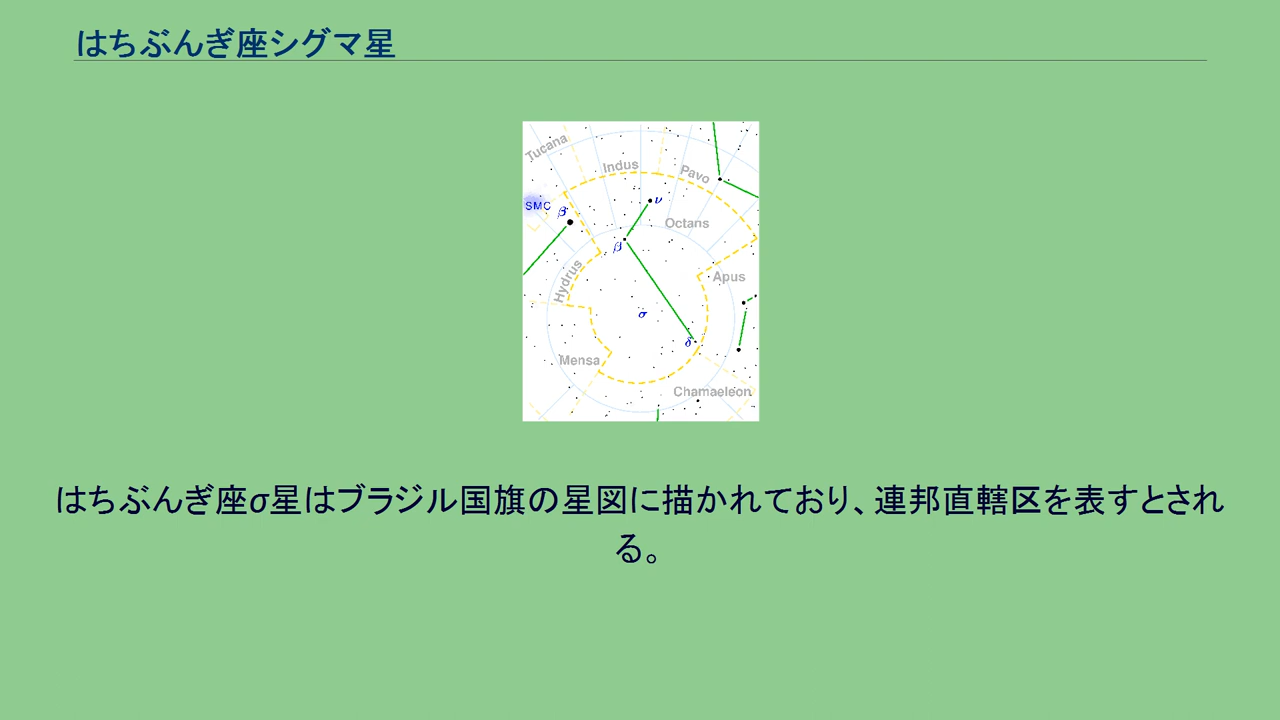 はちぶんぎ座シグマ星
Tucana
Indus
Pavo
SMC
β
ν
Octans
β
Hydrus
Apus
σ
δ
Mensa
Chamaeleon
はちぶんぎ座σ星はブラジル国旗の星図に描かれており、連邦直轄区を表すとされ
る。